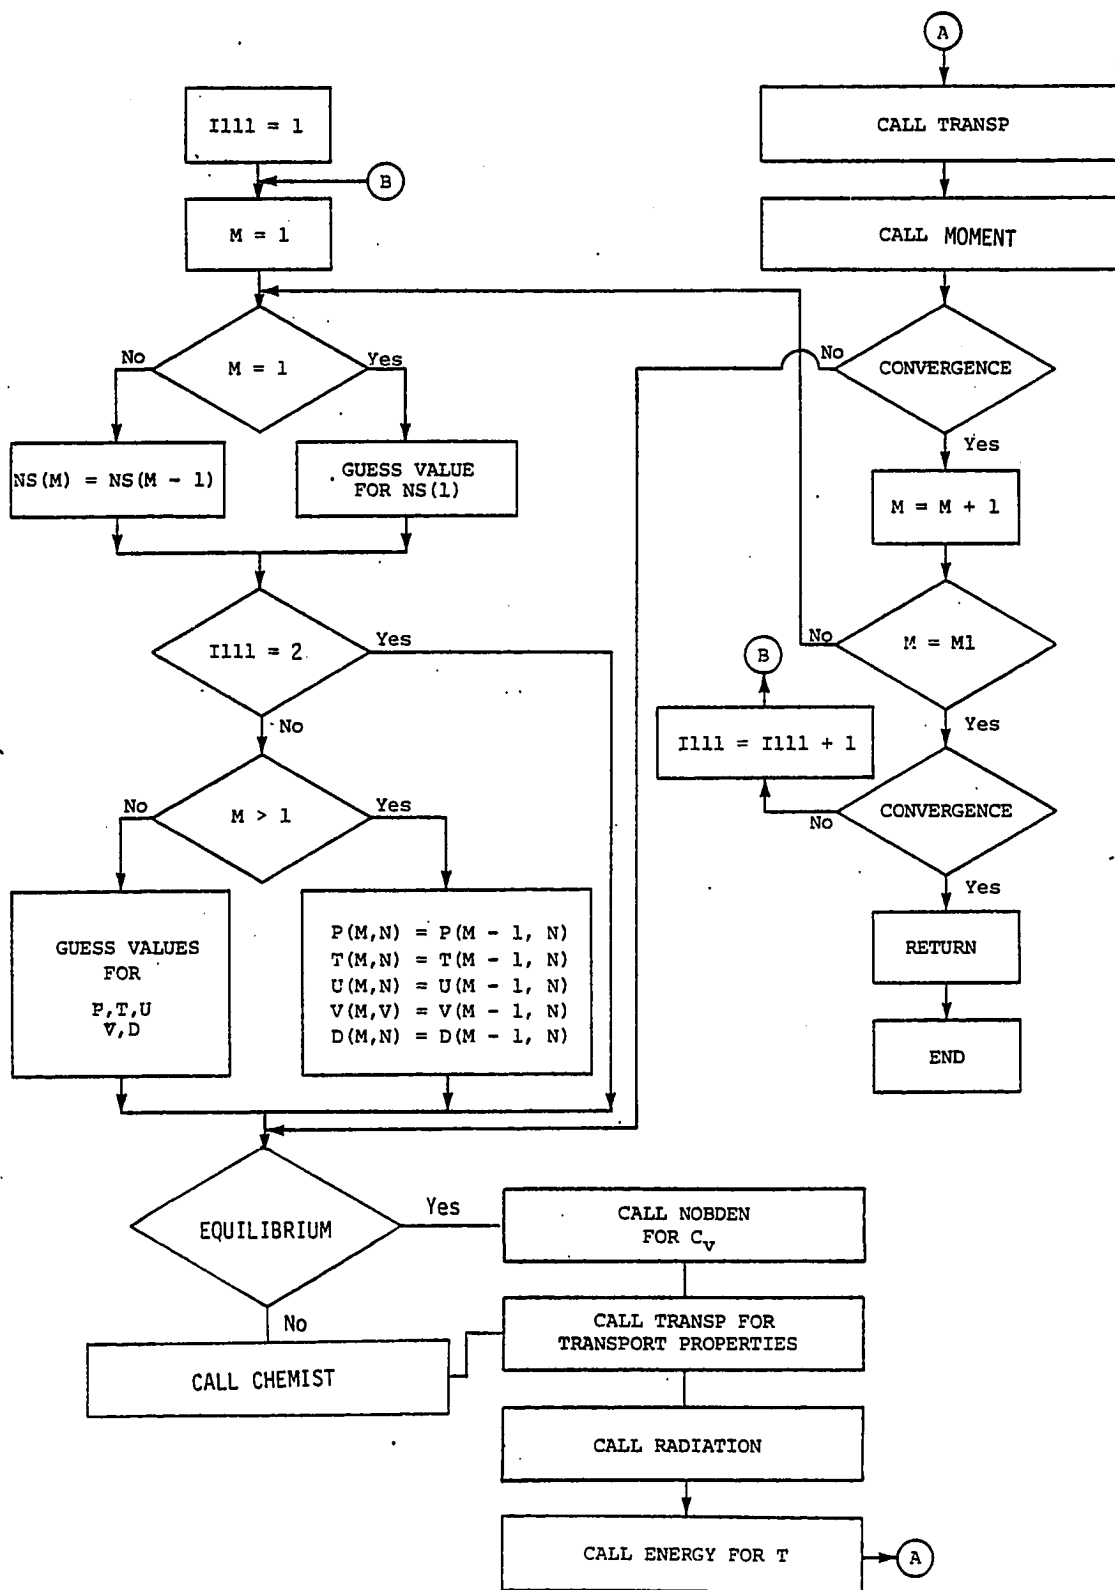 I111 = 1
B
M = 1
M = 1
No
Yes
NS(M) = NS(M - 1)
GUESS VALUE
FOR NS(1)
I111 = 2
Yes
No
M > 1
No
Yes
GUESS VALUES
FOR
P,T,U
V,D
P(M,N) = P(M - 1, N)
T(M,N) = T(M - 1, N)
U(M,N) = U(M - 1, N)
V(M,V) = V(M - 1, N)
D(M,N) = D(M - 1, N)
EQUILIBRIUM
Yes
No
CALL CHEMIST
CALL NOBDEN
FOR Cv
CALL TRANSP FOR
TRANSPORT PROPERTIES
CALL RADIATION
CALL ENERGY FOR T
A
A
CALL TRANSP
CALL MOMENT
CONVERGENCE
No
Yes
M = M + 1
M = M1
No
Yes
B
I111 = I111 + 1
CONVERGENCE
No
Yes
RETURN
END